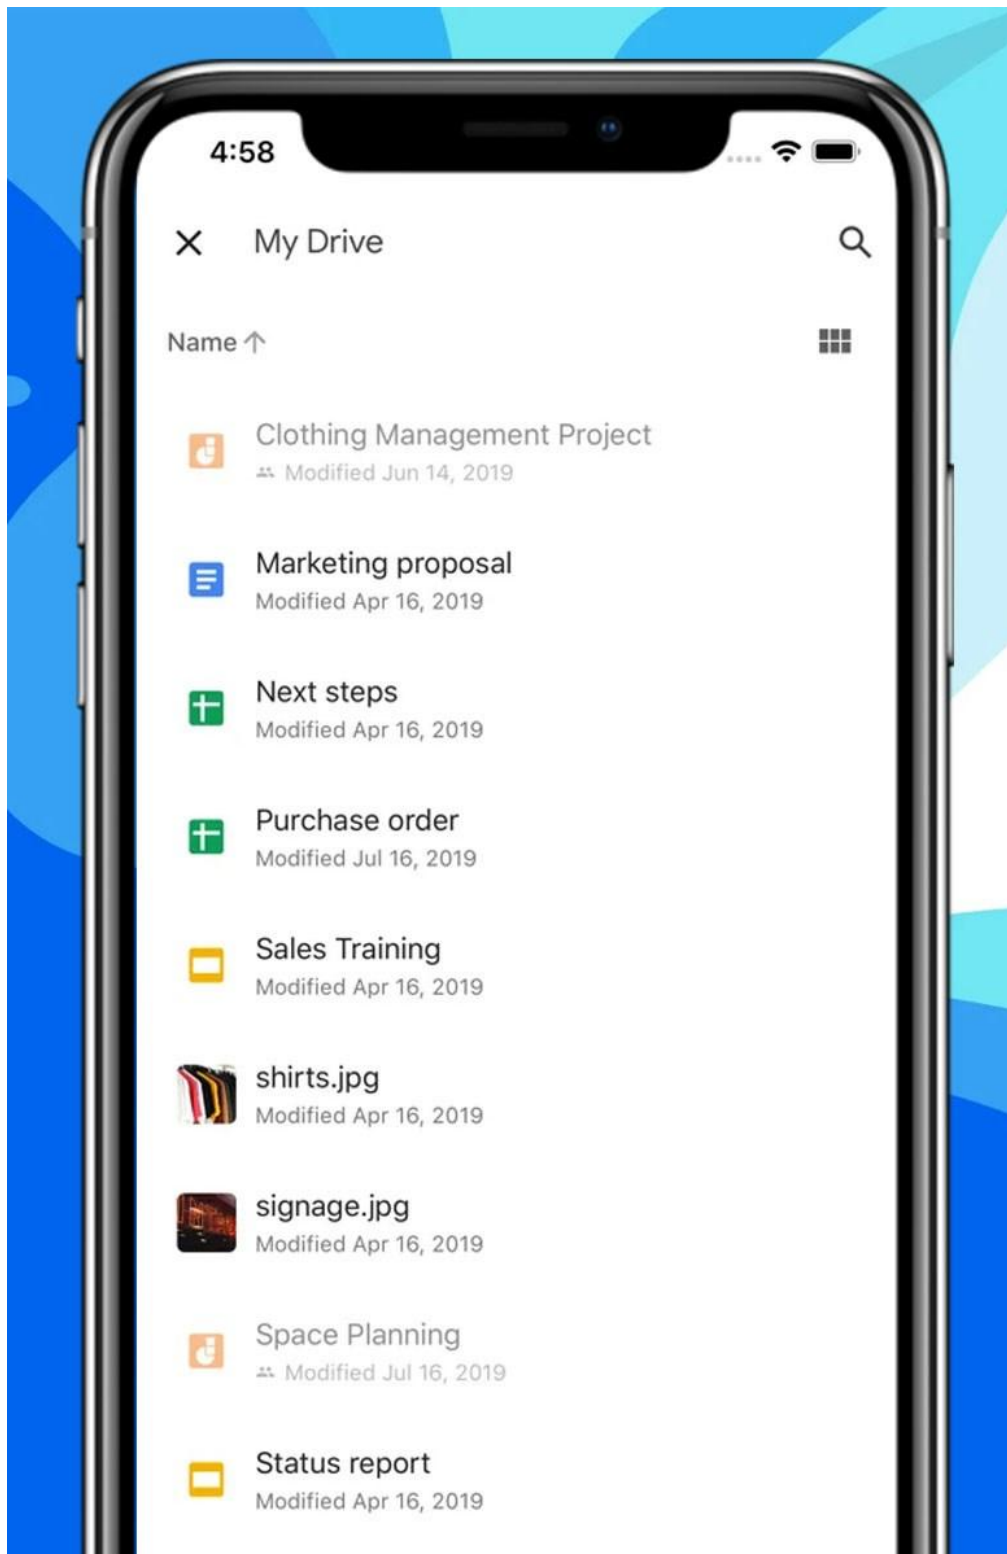 4:58
My Drive
Name
Clothing Management Project
Modified Jun 14, 2019
Marketing proposal
Modified Apr 16, 2019
Next steps
Modified Apr 16, 2019
Purchase order
Modified Jul 16, 2019
Sales Training
Modified Apr 16, 2019
shirts.jpg
Modified Apr 16, 2019
signage.jpg
Modified Apr 16, 2019
Space Planning
Modified Jul 16, 2019
Status report
Modified Apr 16, 2019